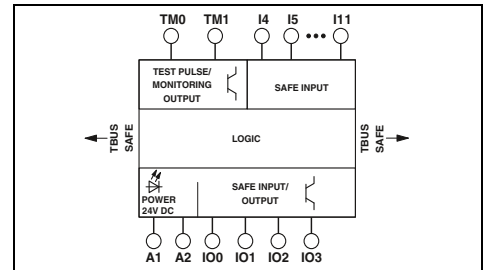 TM0 TM1 I4 I5 ••• I11
TEST PULSE/
MONITORING
OUTPUT
SAFE INPUT
TBUS
SAFE
LOGIC
TBUS
SAFE
POWER
24V DC
SAFE INPUT/
OUTPUT
A1 A2 IO0 IO1 IO2 IO3